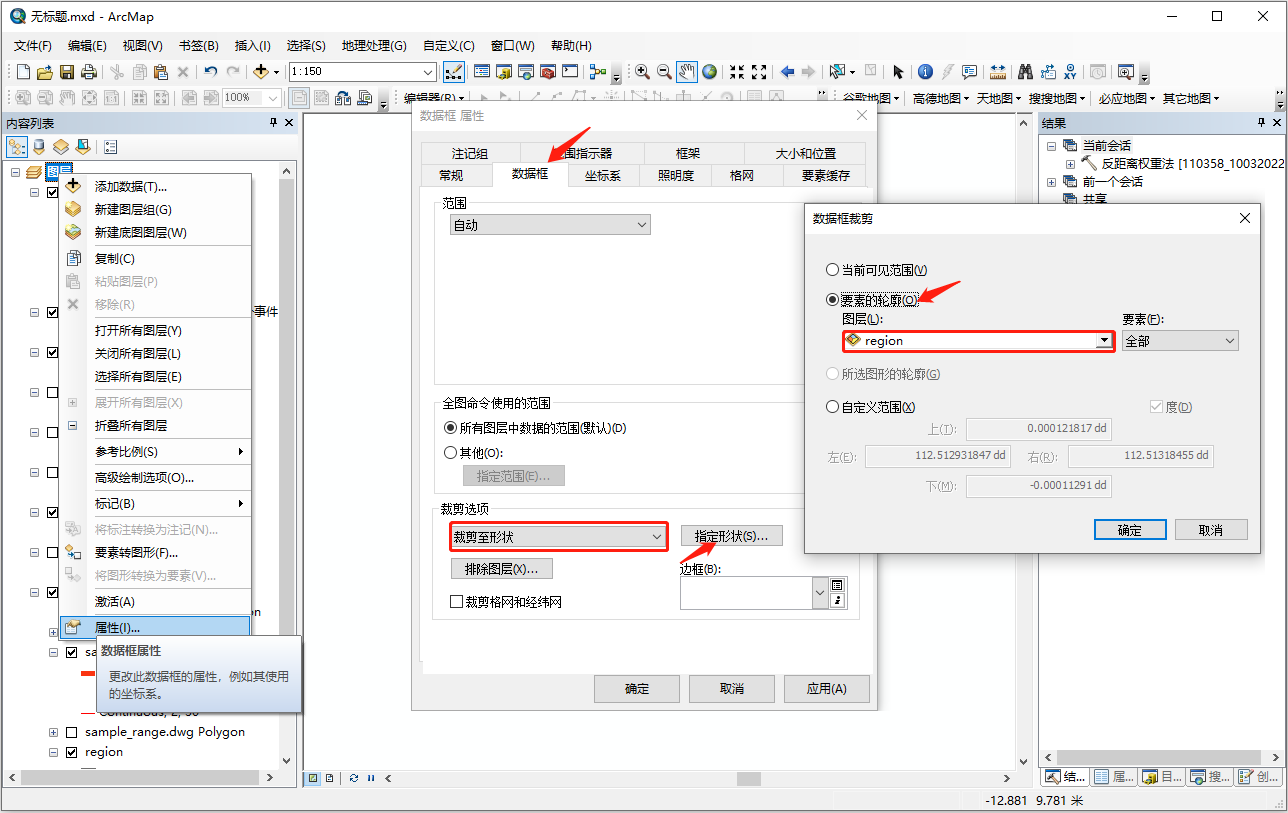 无标题.mxd - ArcMap
文件(F) 编辑(E) 视图(V) 书签(B) 插入(I) 选择(S) 地理处理(G) 自定义(C) 窗口(W) 帮助(H)
1:150
100% 编辑器(R) 谷歌地图 高德地图 天地图 搜搜地图 必应地图 其它地图
内容列表
图层
添加数据(T)...
新建图层组(G)
新建底图图层(W)
复制(C)
粘贴图层(P)
移除(R)
打开所有图层(Y)
关闭所有图层(L)
选择所有图层(E)
展开所有图层(X)
折叠所有图层
参考比例(S)
高级绘制选项(O)...
标记(B)
将标注转换为注记(N)...
要素转图形(F)...
将图形转换为要素(V)...
激活(A)
属性(I)...
事件
on
数据框属性
更改此数据框的属性，例如其使用
的坐标系。
sa
Continuous, 2, 50
sample_range.dwg Polygon
region
数据框 属性
注记组 范围指示器 框架 大小和位置
常规 数据框 坐标系 照明度 格网 要素缓存
范围
自动
全图命令使用的范围
所有图层中数据的范围(默认)(D)
其他(O):
指定范围(E)...
裁剪选项
裁剪至形状 指定形状(S)...
排除图层(X)... 边框(B):
裁剪格网和经纬网
确定 取消 应用(A)
结果
当前会话
反距离权重法 [110358_10032022
前一个会话
共享
数据框裁剪
当前可见范围(V)
要素的轮廓(O)
图层(L): 要素(F):
region 全部
所选图形的轮廓(G)
自定义范围(X) 度(D)
上(T): 0.000121817 dd
左(E): 112.512931847 dd 右(R): 112.51318455 dd
下(M): -0.00011291 dd
确定 取消
结... 属... 目... 搜... 创...
-12.881 9.781 米